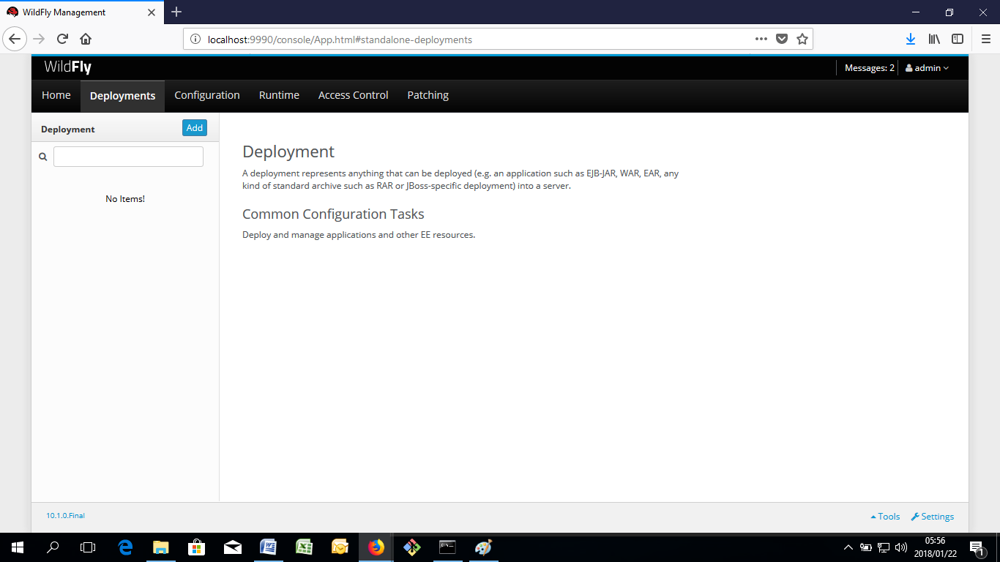 WildFly Management
localhost:9990/console/App.html#standalone-deployments
WildFly
Messages: 2
admin
Home
Deployments
Configuration
Runtime
Access Control
Patching
Deployment
Add
No Items!
Deployment
A deployment represents anything that can be deployed (e.g. an application such as EJB-JAR, WAR, EAR, any
kind of standard archive such as RAR or JBoss-specific deployment) into a server.
Common Configuration Tasks
Deploy and manage applications and other EE resources.
10.1.0.Final
Tools
Settings
05:56
2018/01/22
1